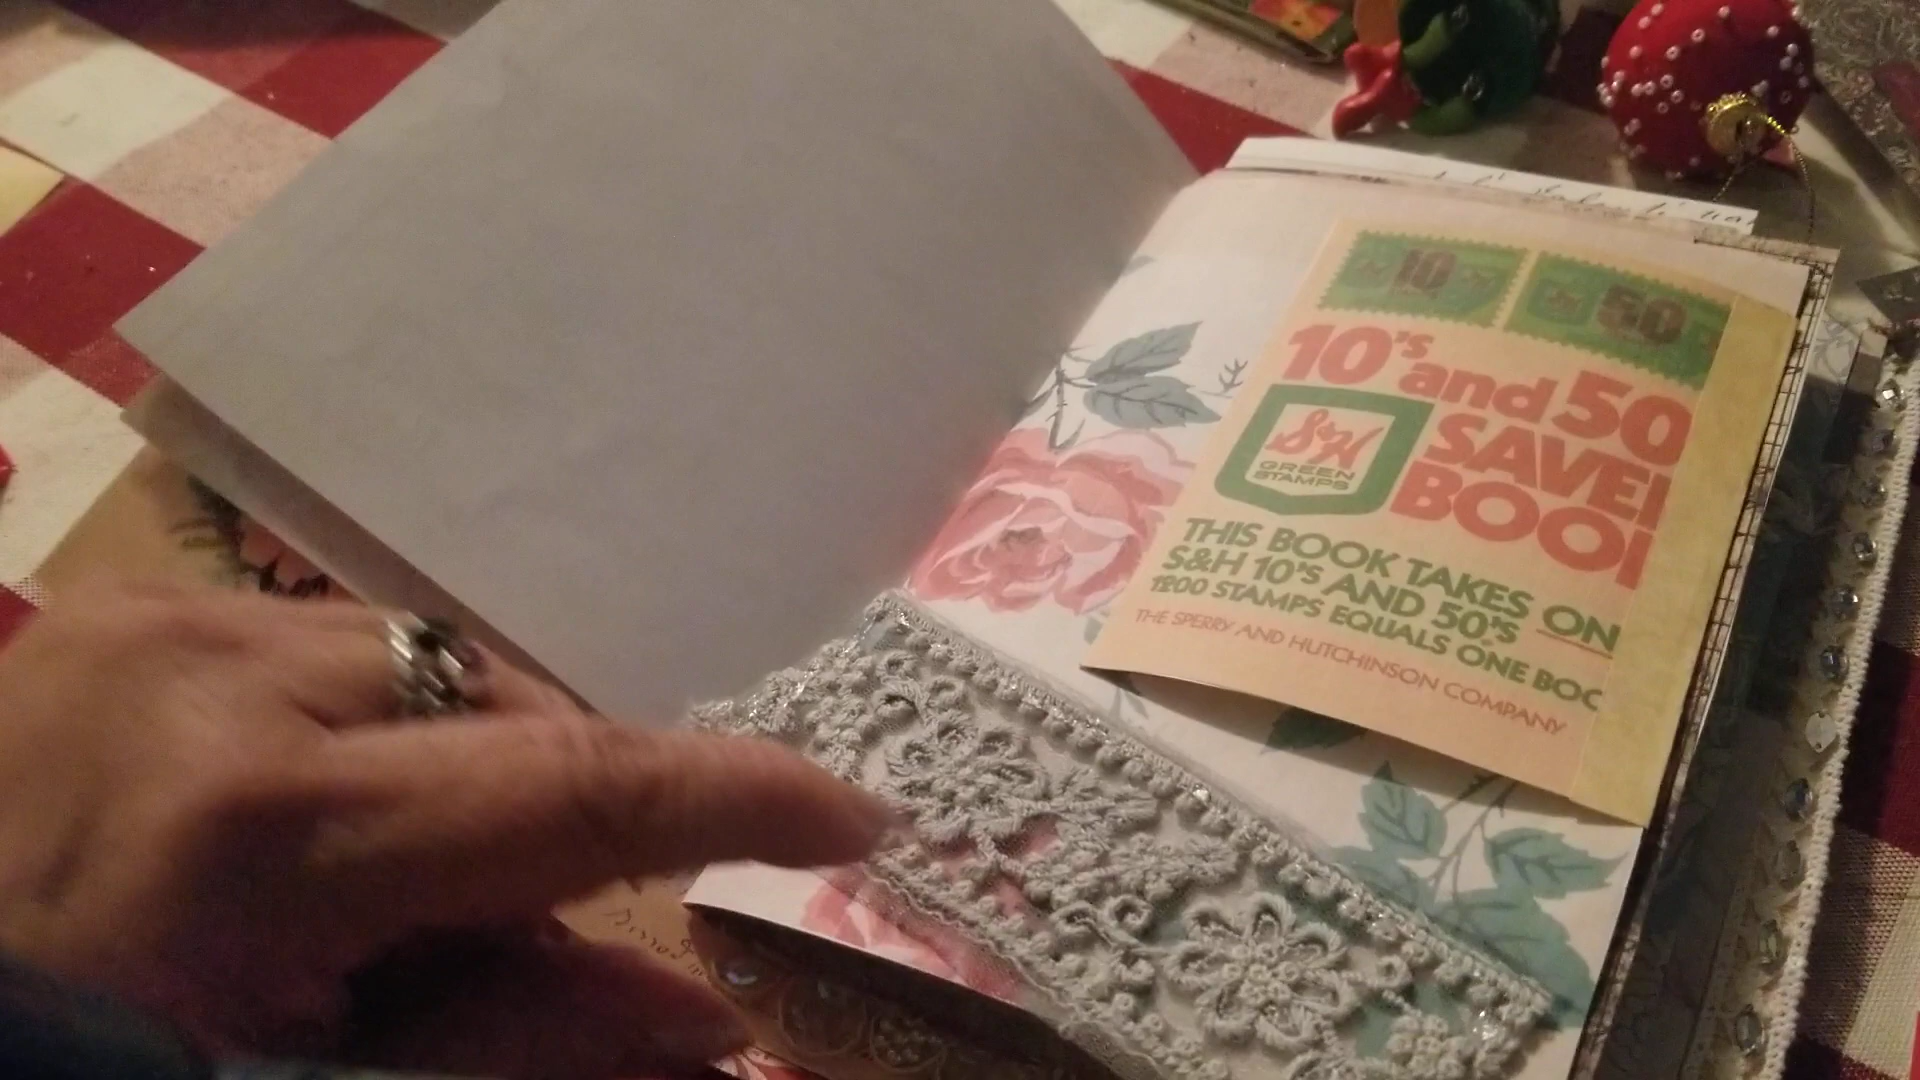 10 50
10's and 50
S&H
GREEN
STAMPS
SAVE
BOO
THIS BOOK TAKES ON
S&H 10's AND 50's
1200 STAMPS EQUALS ONE BOO
THE SPERRY AND HUTCHINSON COMPANY